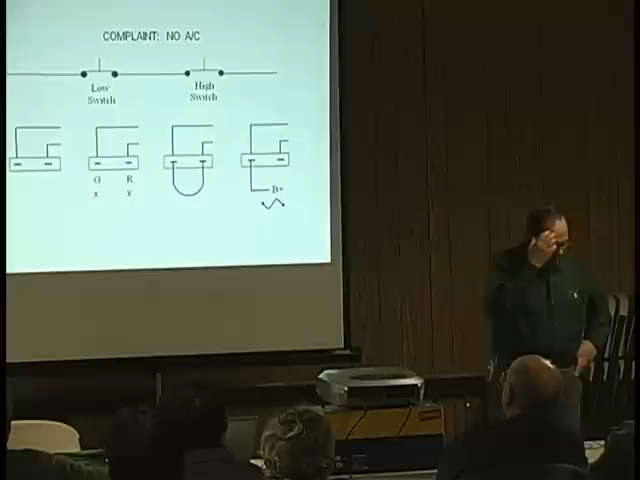 COMPLAINT: NO A/C
Low
Switch
High
Switch
G R
x x
B+